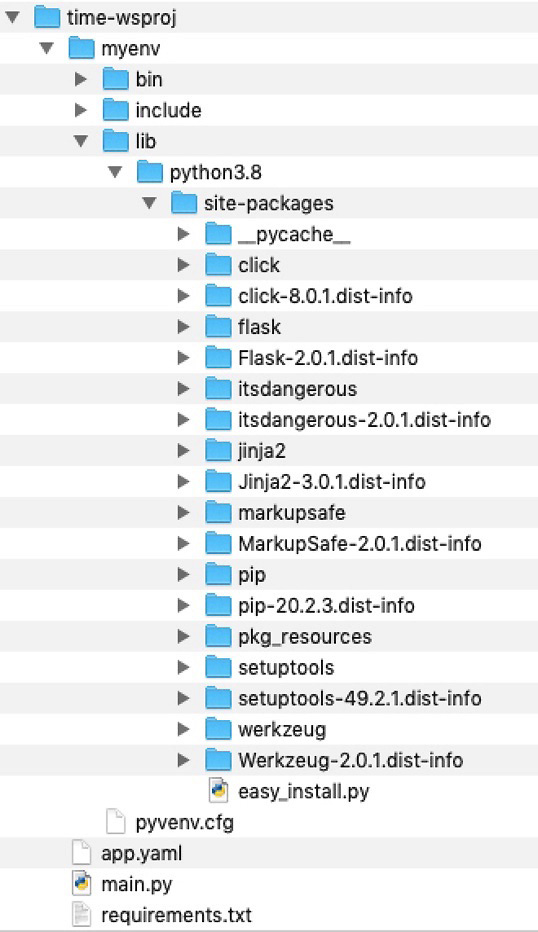 time-wsproj
myenv
bin
include
lib
python3.8
site-packages
__pycache__
click
click-8.0.1.dist-info
flask
Flask-2.0.1.dist-info
itsdangerous
itsdangerous-2.0.1.dist-info
jinja2
Jinja2-3.0.1.dist-info
markupsafe
MarkupSafe-2.0.1.dist-info
pip
pip-20.2.3.dist-info
pkg_resources
setuptools
setuptools-49.2.1.dist-info
werkzeug
Werkzeug-2.0.1.dist-info
easy_install.py
pyvenv.cfg
app.yaml
main.py
requirements.txt